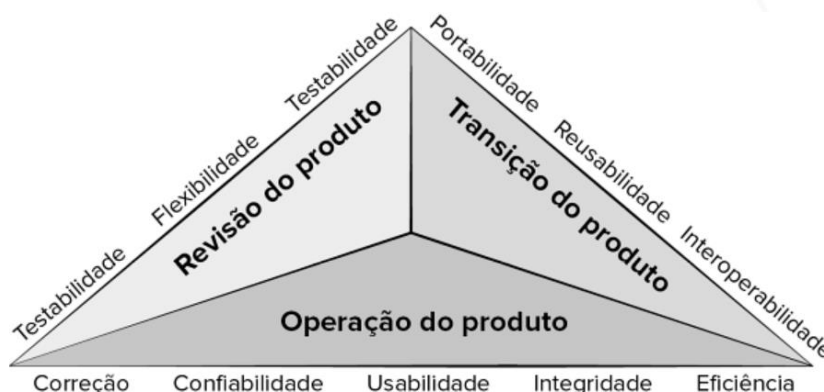 Testabilidade
Flexibilidade
Testabilidade
Revisão do produto
Portabilidade
Reusabilidade
Interoperabilidade
Transição do produto
Operação do produto
Correção Confiabilidade Usabilidade Integridade Eficiência